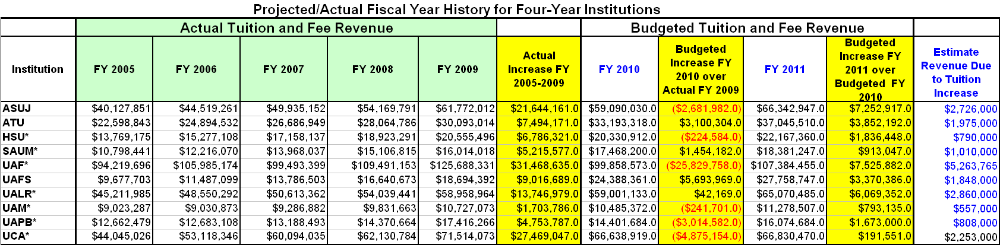 Projected/Actual Fiscal Year History for Four-Year Institutions
Actual Tuition and Fee Revenue Budgeted Tuition and Fee Revenue
Institution FY 2005 FY 2006 FY 2007 FY 2008 FY 2009 Actual Increase FY 2005-2009 FY 2010 Budgeted Increase FY 2010 over Actual FY 2009 FY 2011 Budgeted Increase FY 2011 over Budgeted FY 2010 Estimate Revenue Due to Tuition Increase
ASUJ $40,127,851 $44,519,261 $49,935,152 $54,169,791 $61,772,012 $21,644,161.0 $59,090,030.0 ($2,681,982.0) $66,342,947.0 $7,252,917.0 $2,726,000
ATU $22,598,843 $24,894,532 $26,686,949 $28,064,786 $30,093,014 $7,494,171.0 $33,193,318.0 $3,100,304.0 $37,045,510.0 $3,852,192.0 $1,975,000
HSU* $13,769,175 $15,277,108 $17,158,137 $18,923,291 $20,555,496 $6,786,321.0 $20,330,912.0 ($224,584.0) $22,167,360.0 $1,836,448.0 $790,000
SAUM* $10,798,441 $12,216,070 $13,968,037 $15,106,815 $16,014,018 $5,215,577.0 $17,468,200.0 $1,454,182.0 $18,381,247.0 $913,047.0 $1,010,000
UAF* $94,219,696 $105,985,174 $99,493,399 $109,491,153 $125,688,331 $31,468,635.0 $99,858,573.0 ($25,829,758.0) $107,384,455.0 $7,525,882.0 $5,263,765
UAFS $9,677,703 $11,487,099 $13,786,503 $16,640,673 $18,694,392 $9,016,689.0 $24,388,361.0 $5,693,969.0 $27,758,747.0 $3,370,386.0 $1,848,000
UALR* $45,211,985 $48,550,292 $50,613,362 $54,039,441 $58,958,964 $13,746,979.0 $59,001,133.0 $42,169.0 $65,070,485.0 $6,069,352.0 $2,860,000
UAM* $9,023,287 $9,030,873 $9,286,882 $9,831,663 $10,727,073 $1,703,786.0 $10,485,372.0 ($241,701.0) $11,278,507.0 $793,135.0 $557,000
UAPB* $12,662,479 $12,683,108 $13,188,493 $14,370,664 $17,416,266 $4,753,787.0 $14,401,684.0 ($3,014,582.0) $16,074,684.0 $1,673,000.0 $808,000
UCA* $44,045,026 $53,118,346 $60,094,035 $62,130,784 $71,514,073 $27,469,047.0 $66,638,919.0 ($4,875,154.0) $66,830,470.0 $191,551.0 $2,253,000